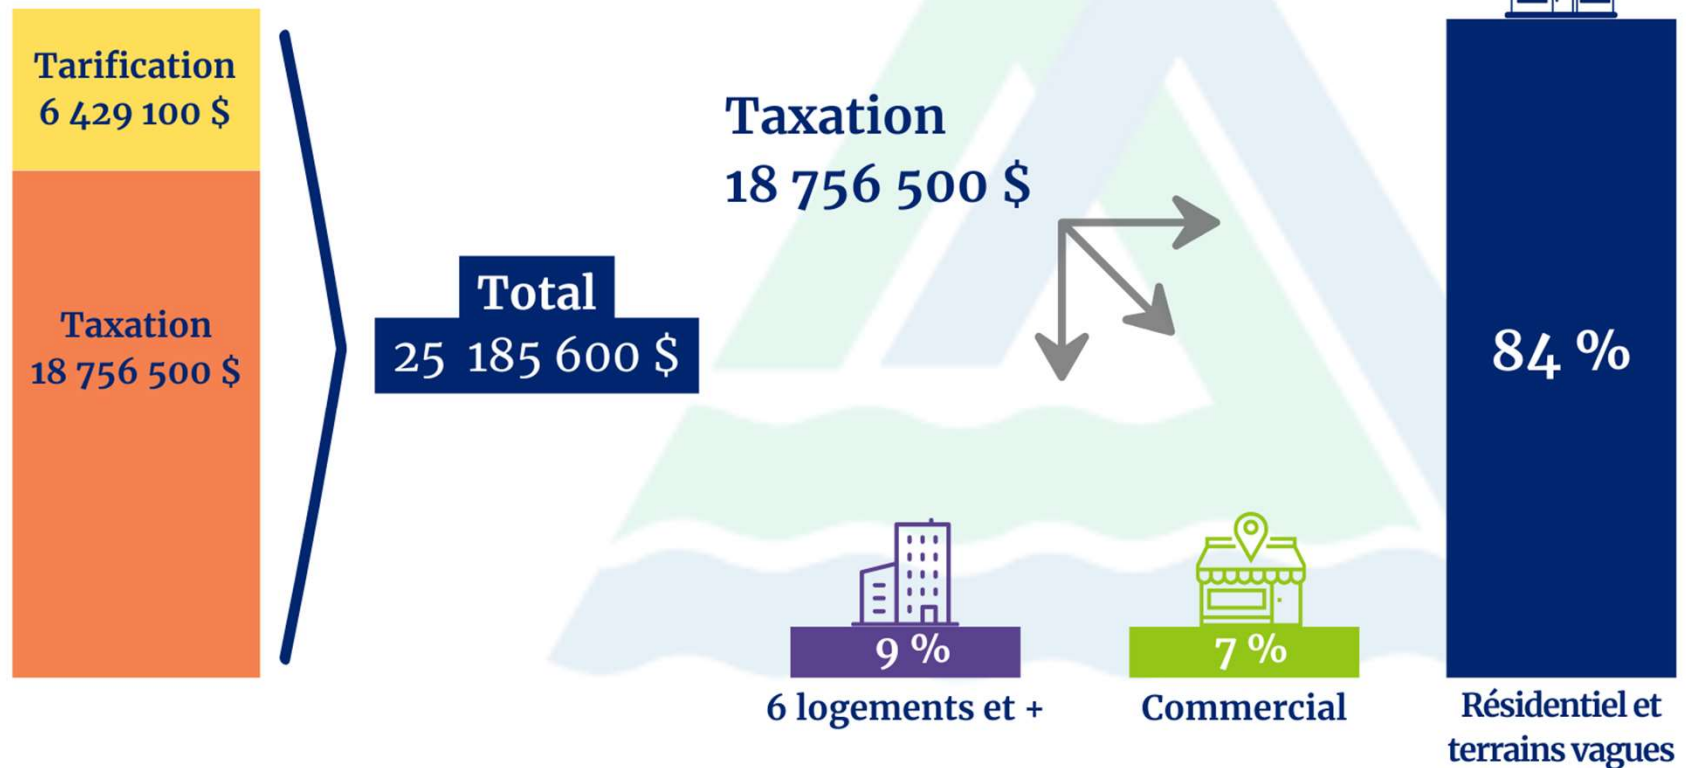 Tarification
6 429 100 $
Taxation
18 756 500 $
Total
25 185 600 $
Taxation
18 756 500 $
9 %
6 logements et +
7 %
Commercial
84 %
Résidentiel et
terrains vagues